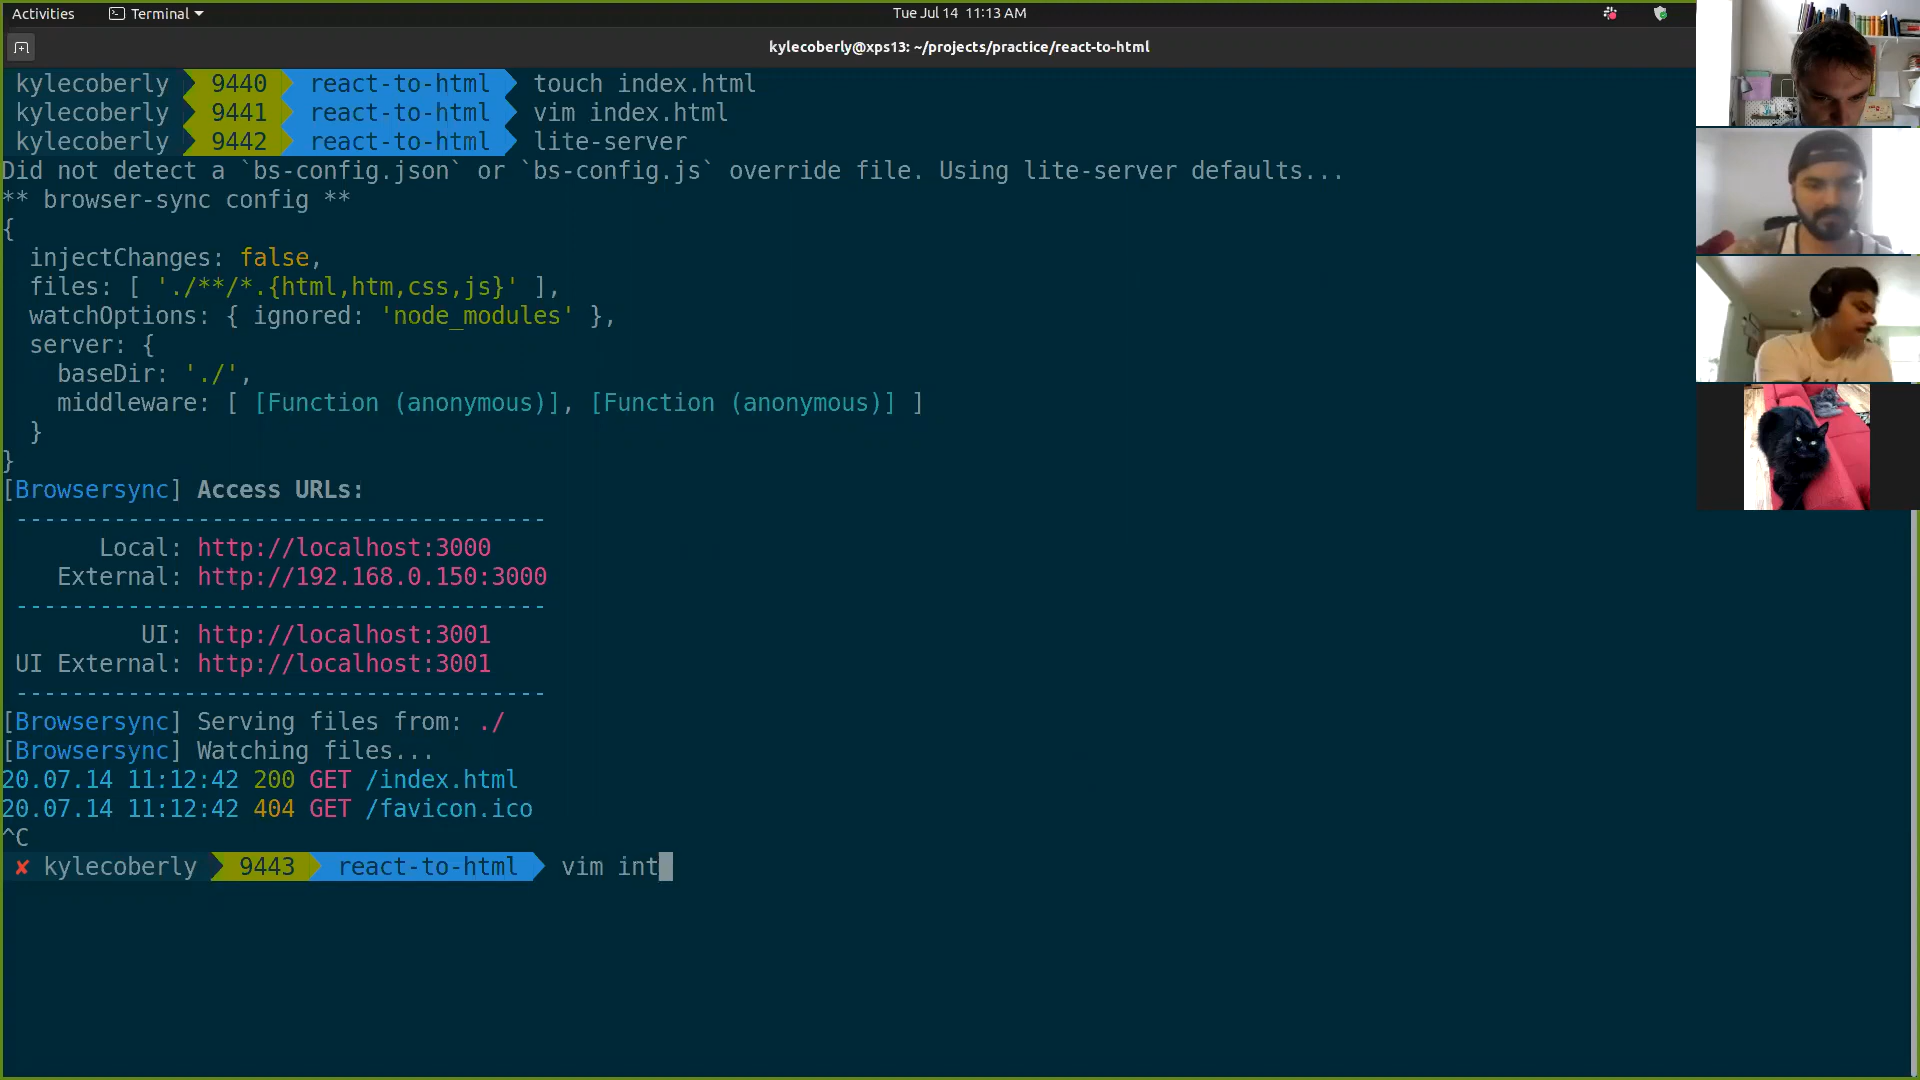 Activities Terminal Tue Jul 14 11:13 AM
kylecoberly@xps13: ~/projects/practice/react-to-html
kylecoberly 9440 react-to-html touch index.html
kylecoberly 9441 react-to-html vim index.html
kylecoberly 9442 react-to-html lite-server
Did not detect a `bs-config.json` or `bs-config.js` override file. Using lite-server defaults...
** browser-sync config **
{
  injectChanges: false,
  files: [ './**/*.{html,htm,css,js}' ],
  watchOptions: { ignored: 'node_modules' },
  server: {
    baseDir: './',
    middleware: [ [Function (anonymous)], [Function (anonymous)] ]
  }
}
[Browsersync] Access URLs:
 --------------------------------------
       Local: http://localhost:3000
    External: http://192.168.0.150:3000
 --------------------------------------
          UI: http://localhost:3001
 UI External: http://localhost:3001
 --------------------------------------
[Browsersync] Serving files from: ./
[Browsersync] Watching files...
20.07.14 11:12:42 200 GET /index.html
20.07.14 11:12:42 404 GET /favicon.ico
^C
✘ kylecoberly 9443 react-to-html vim int